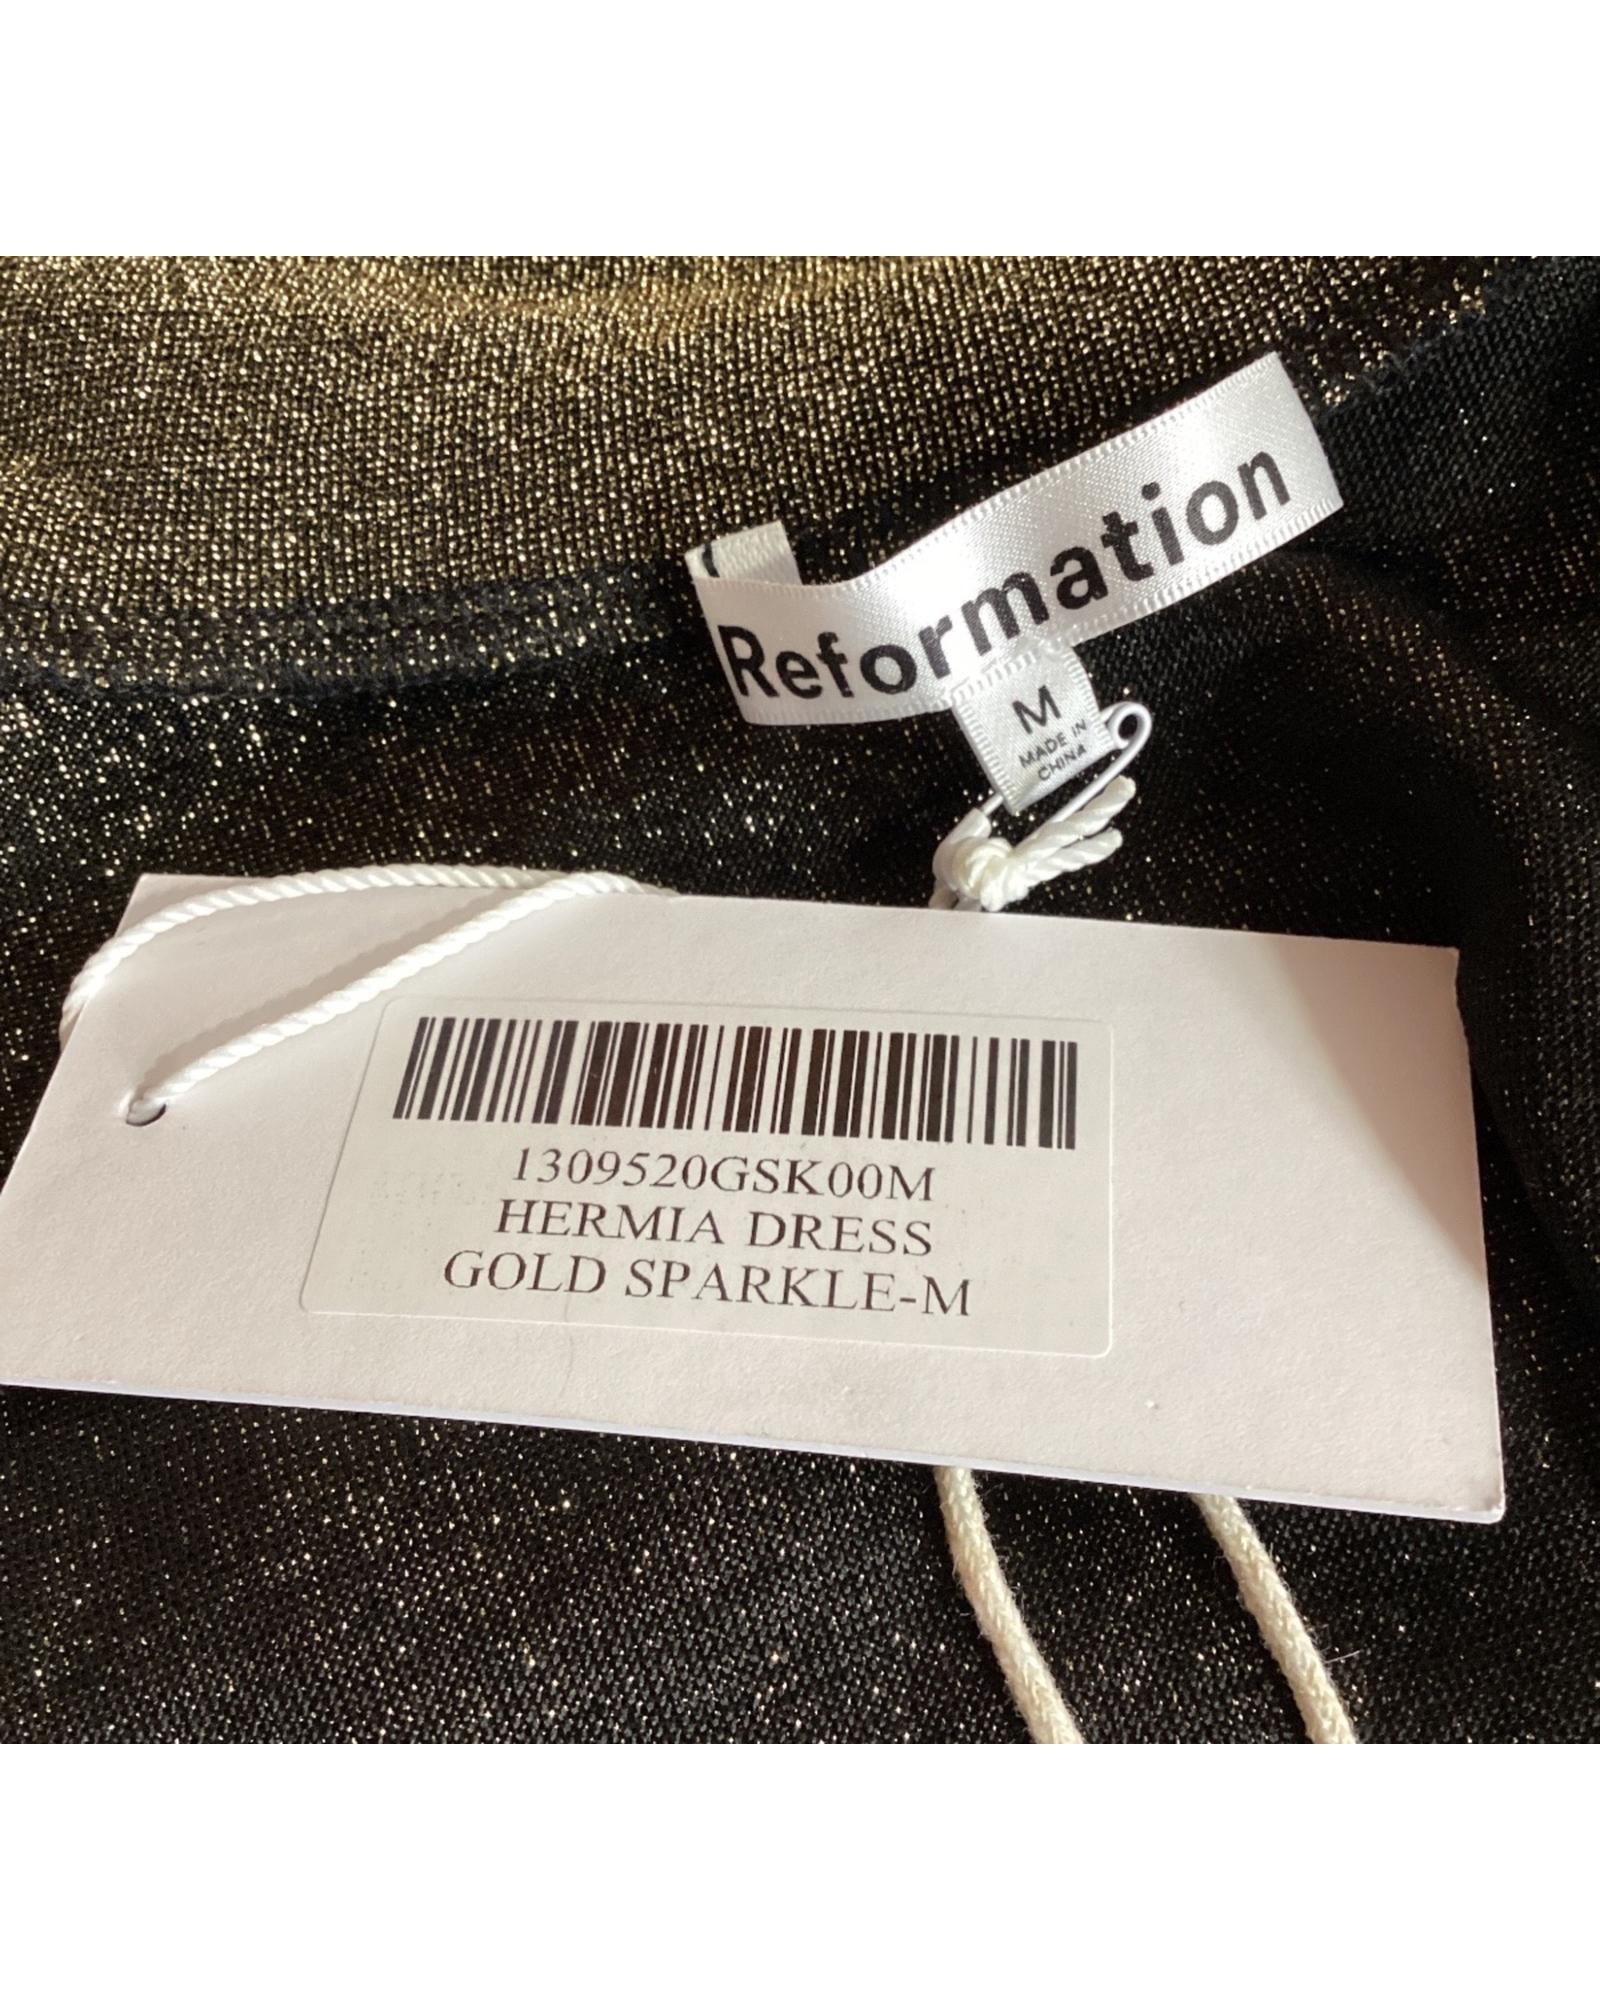 Reformation
M
MADE IN
CHINA
1309520GSK00M
HERMIA DRESS
GOLD SPARKLE-M